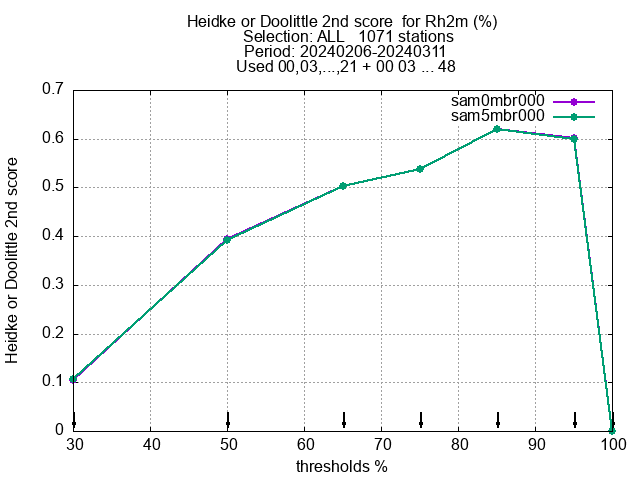 Heidke or Doolittle 2nd score  for Rh2m (%)
Selection: ALL   1071 stations
Period: 20240206-20240311
Used 00,03,...,21 + 00 03 ... 48
sam0mbr000
sam5mbr000
Heidke or Doolittle 2nd score
0.7
0.6
0.5
0.4
0.3
0.2
0.1
0
30 40 50 60 70 80 90 100
thresholds %